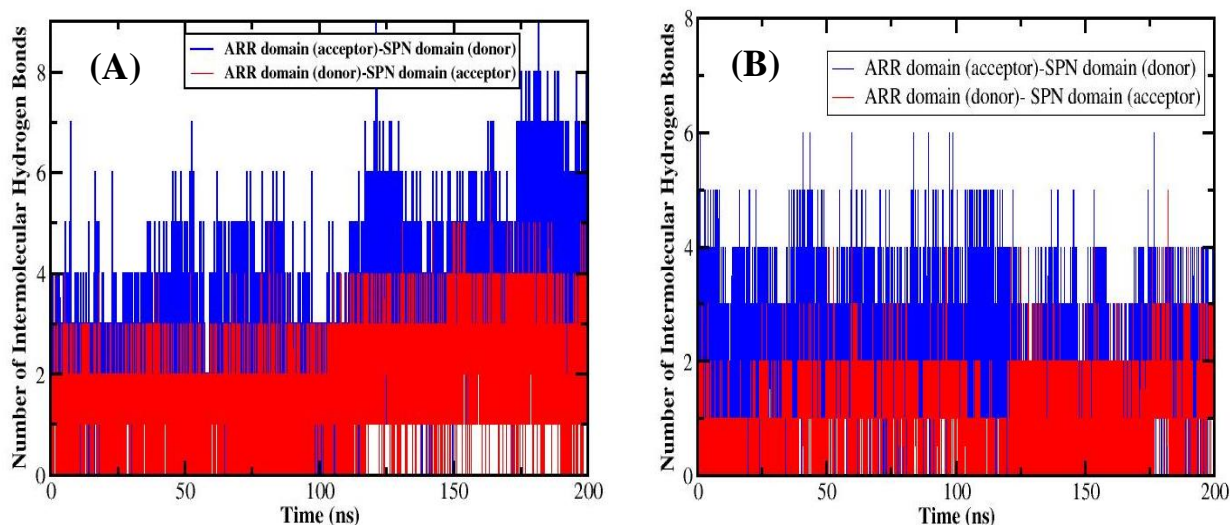 (A)
ARR domain (acceptor)-SPN domain (donor)
ARR domain (donor)-SPN domain (acceptor)
Number of Intermolecular Hydrogen Bonds
8
6
4
2
0
0 50 100 150 200
Time (ns)
(B)
ARR domain (acceptor)-SPN domain (donor)
ARR domain (donor)- SPN domain (acceptor)
Number of Intermolecular Hydrogen Bonds
8
6
4
2
0
0 50 100 150 200
Time (ns)